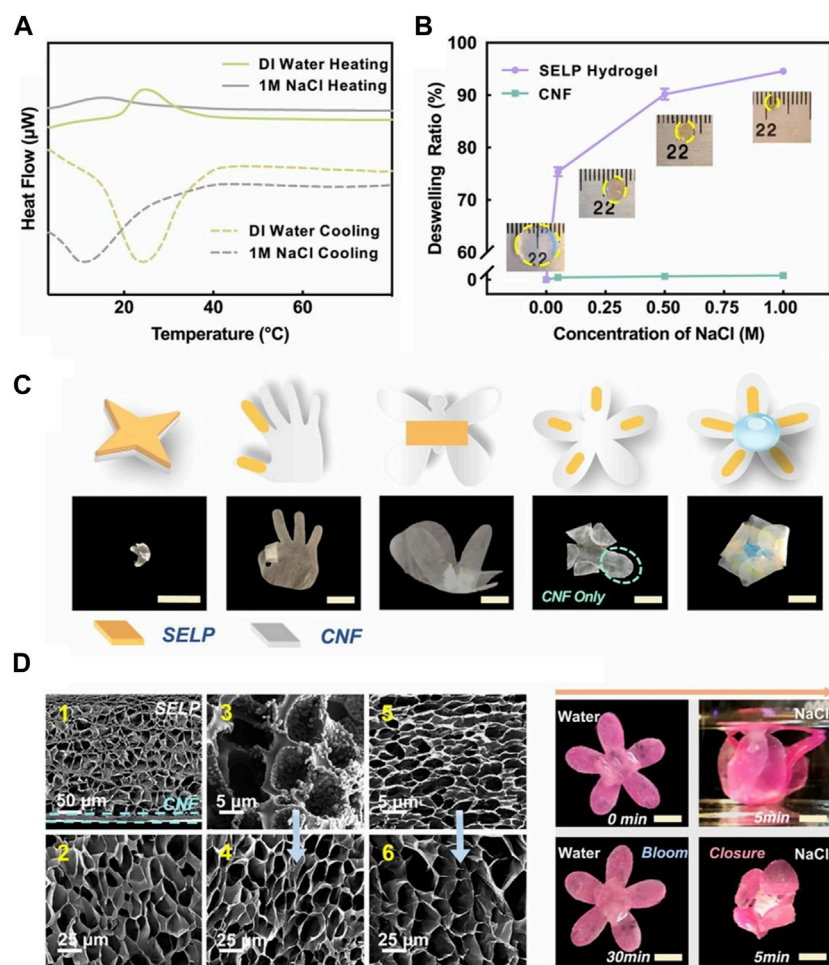 A
DI Water Heating
1M NaCl Heating
DI Water Cooling
1M NaCl Cooling
Heat Flow (µW)
20
40
60
Temperature (°C)
B
100
90
80
70
60
0
SELP Hydrogel
CNF
22
22
22
22
0.00
0.25
0.50
0.75
1.00
Deswelling Ratio (%)
Concentration of NaCl (M)
C
CNF Only
SELP
CNF
D
1
SELP
50 µm
CNF
3
5 µm
5
5 µm
2
25 µm
4
25 µm
6
25 µm
Water
0 min
NaCl
5min
Water
Bloom
30min
Closure
NaCl
5min